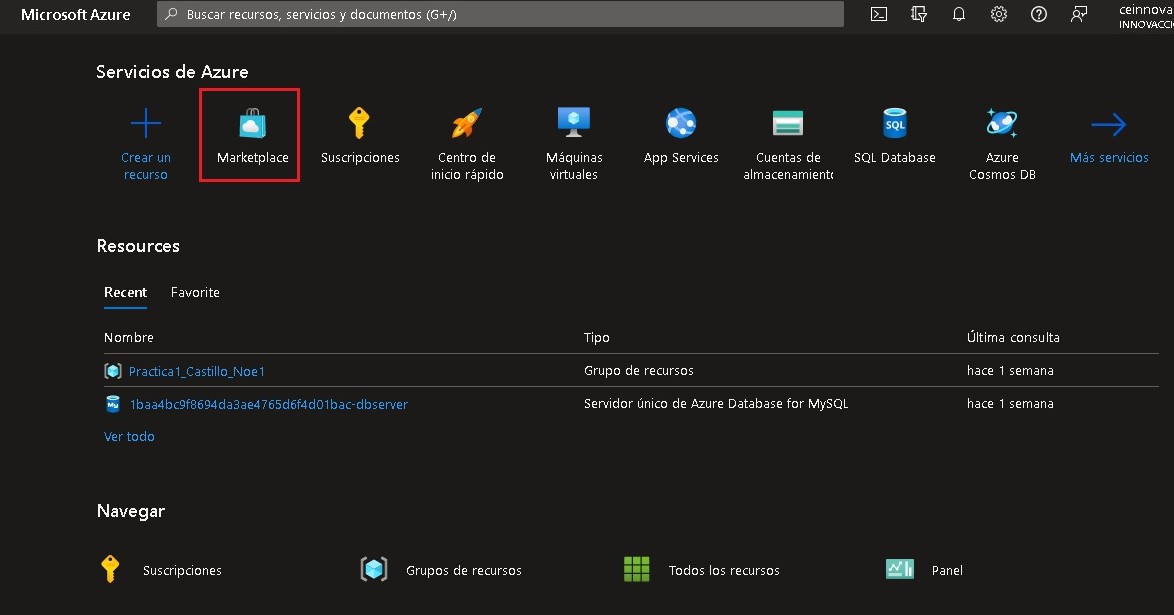 Microsoft Azure
Buscar recursos, servicios y documentos (G+/)
ceinnova
INNOVACCI
Servicios de Azure
Crear un
recurso
Marketplace
Suscripciones
Centro de
inicio rápido
Máquinas
virtuales
App Services
Cuentas de
almacenamiento
SQL
SQL Database
Azure
Cosmos DB
Más servicios
Resources
Recent
Favorite
Nombre
Tipo
Última consulta
Practica1_Castillo_Noe1
Grupo de recursos
hace 1 semana
My
1baa4bc9f8694da3ae4765d6f4d01bac-dbserver
Servidor único de Azure Database for MySQL
hace 1 semana
Ver todo
Navegar
Suscripciones
Grupos de recursos
Todos los recursos
Panel